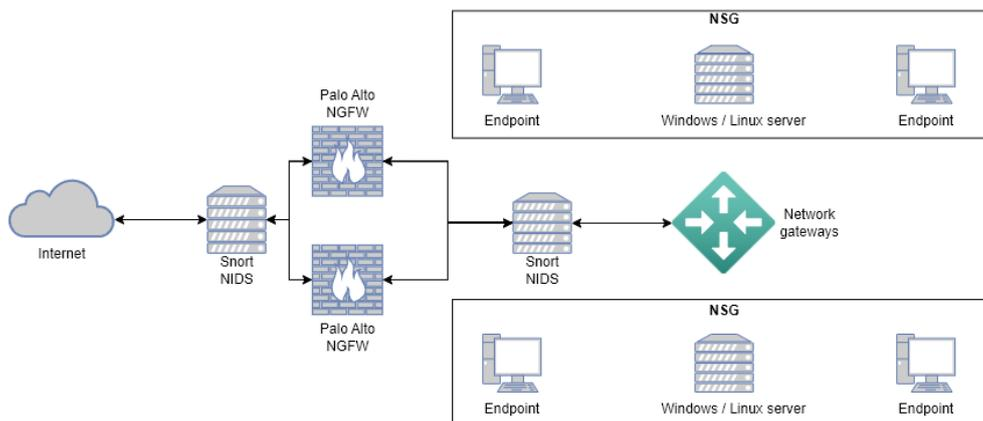 NSG
Endpoint
Windows / Linux server
Endpoint
Palo Alto
NGFW
Internet
Snort
NIDS
Palo Alto
NGFW
Snort
NIDS
Network
gateways
NSG
Endpoint
Windows / Linux server
Endpoint